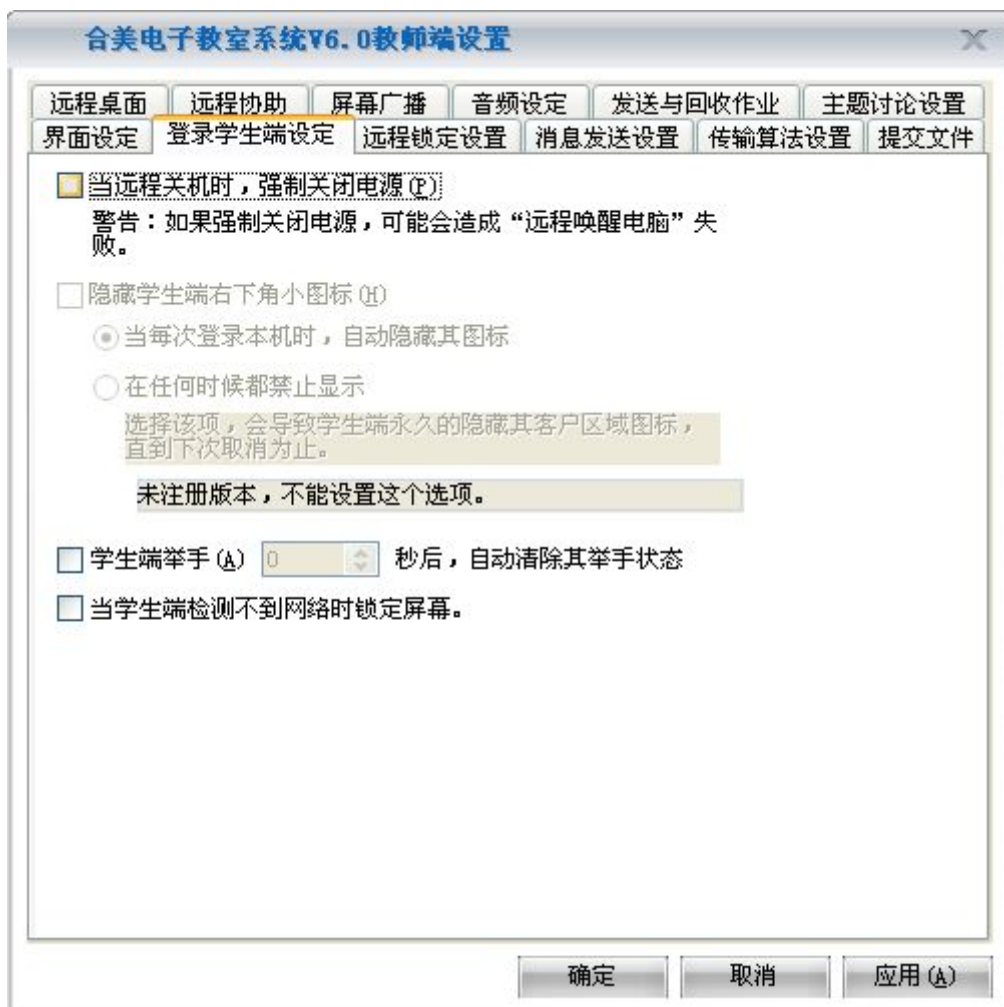 合美电子教室系统V6.0教师端设置
远程桌面 远程协助 屏幕广播 音频设定 发送与回收作业 主题讨论设置
界面设定 登录学生端设定 远程锁定设置 消息发送设置 传输算法设置 提交文件
当远程关机时，强制关闭电源(P)
警告：如果强制关闭电源，可能会造成“远程唤醒电脑”失
败。
隐藏学生端右下角小图标(H)
当每次登录本机时，自动隐藏其图标
在任何时候都禁止显示
选择该项，会导致学生端永久的隐藏其客户区域图标，
直到下次取消为止。
未注册版本，不能设置这个选项。
学生端举手(A) 0 秒后，自动清除其举手状态
当学生端检测不到网络时锁定屏幕。
确定 取消 应用(A)